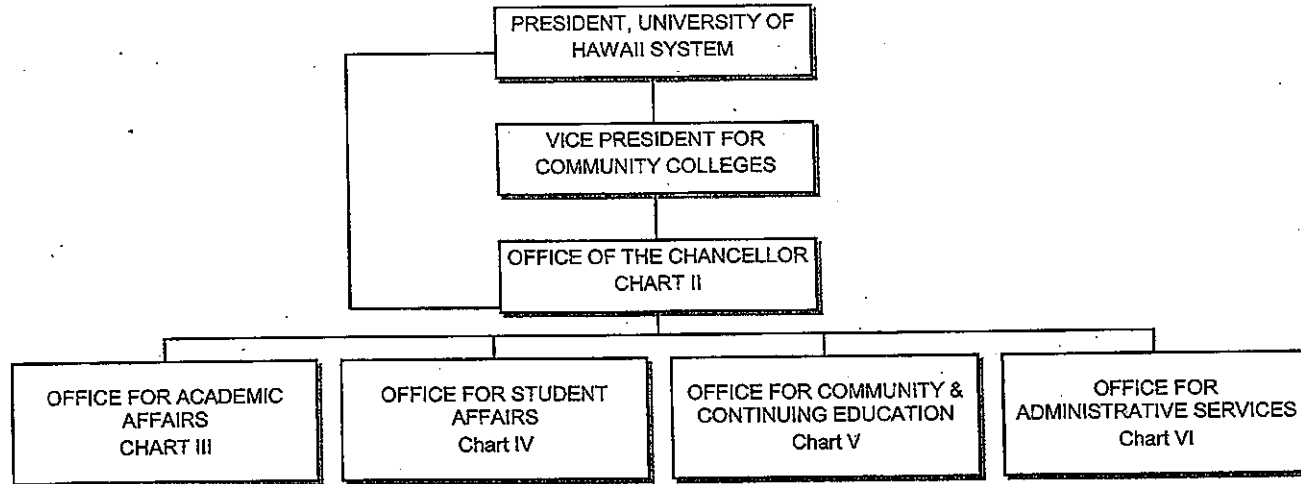 PRESIDENT, UNIVERSITY OF
HAWAII SYSTEM
VICE PRESIDENT FOR
COMMUNITY COLLEGES
OFFICE OF THE CHANCELLOR
CHART II
OFFICE FOR ACADEMIC
AFFAIRS
CHART III
OFFICE FOR STUDENT
AFFAIRS
Chart IV
OFFICE FOR COMMUNITY &
CONTINUING EDUCATION
Chart V
OFFICE FOR
ADMINISTRATIVE SERVICES
Chart VI